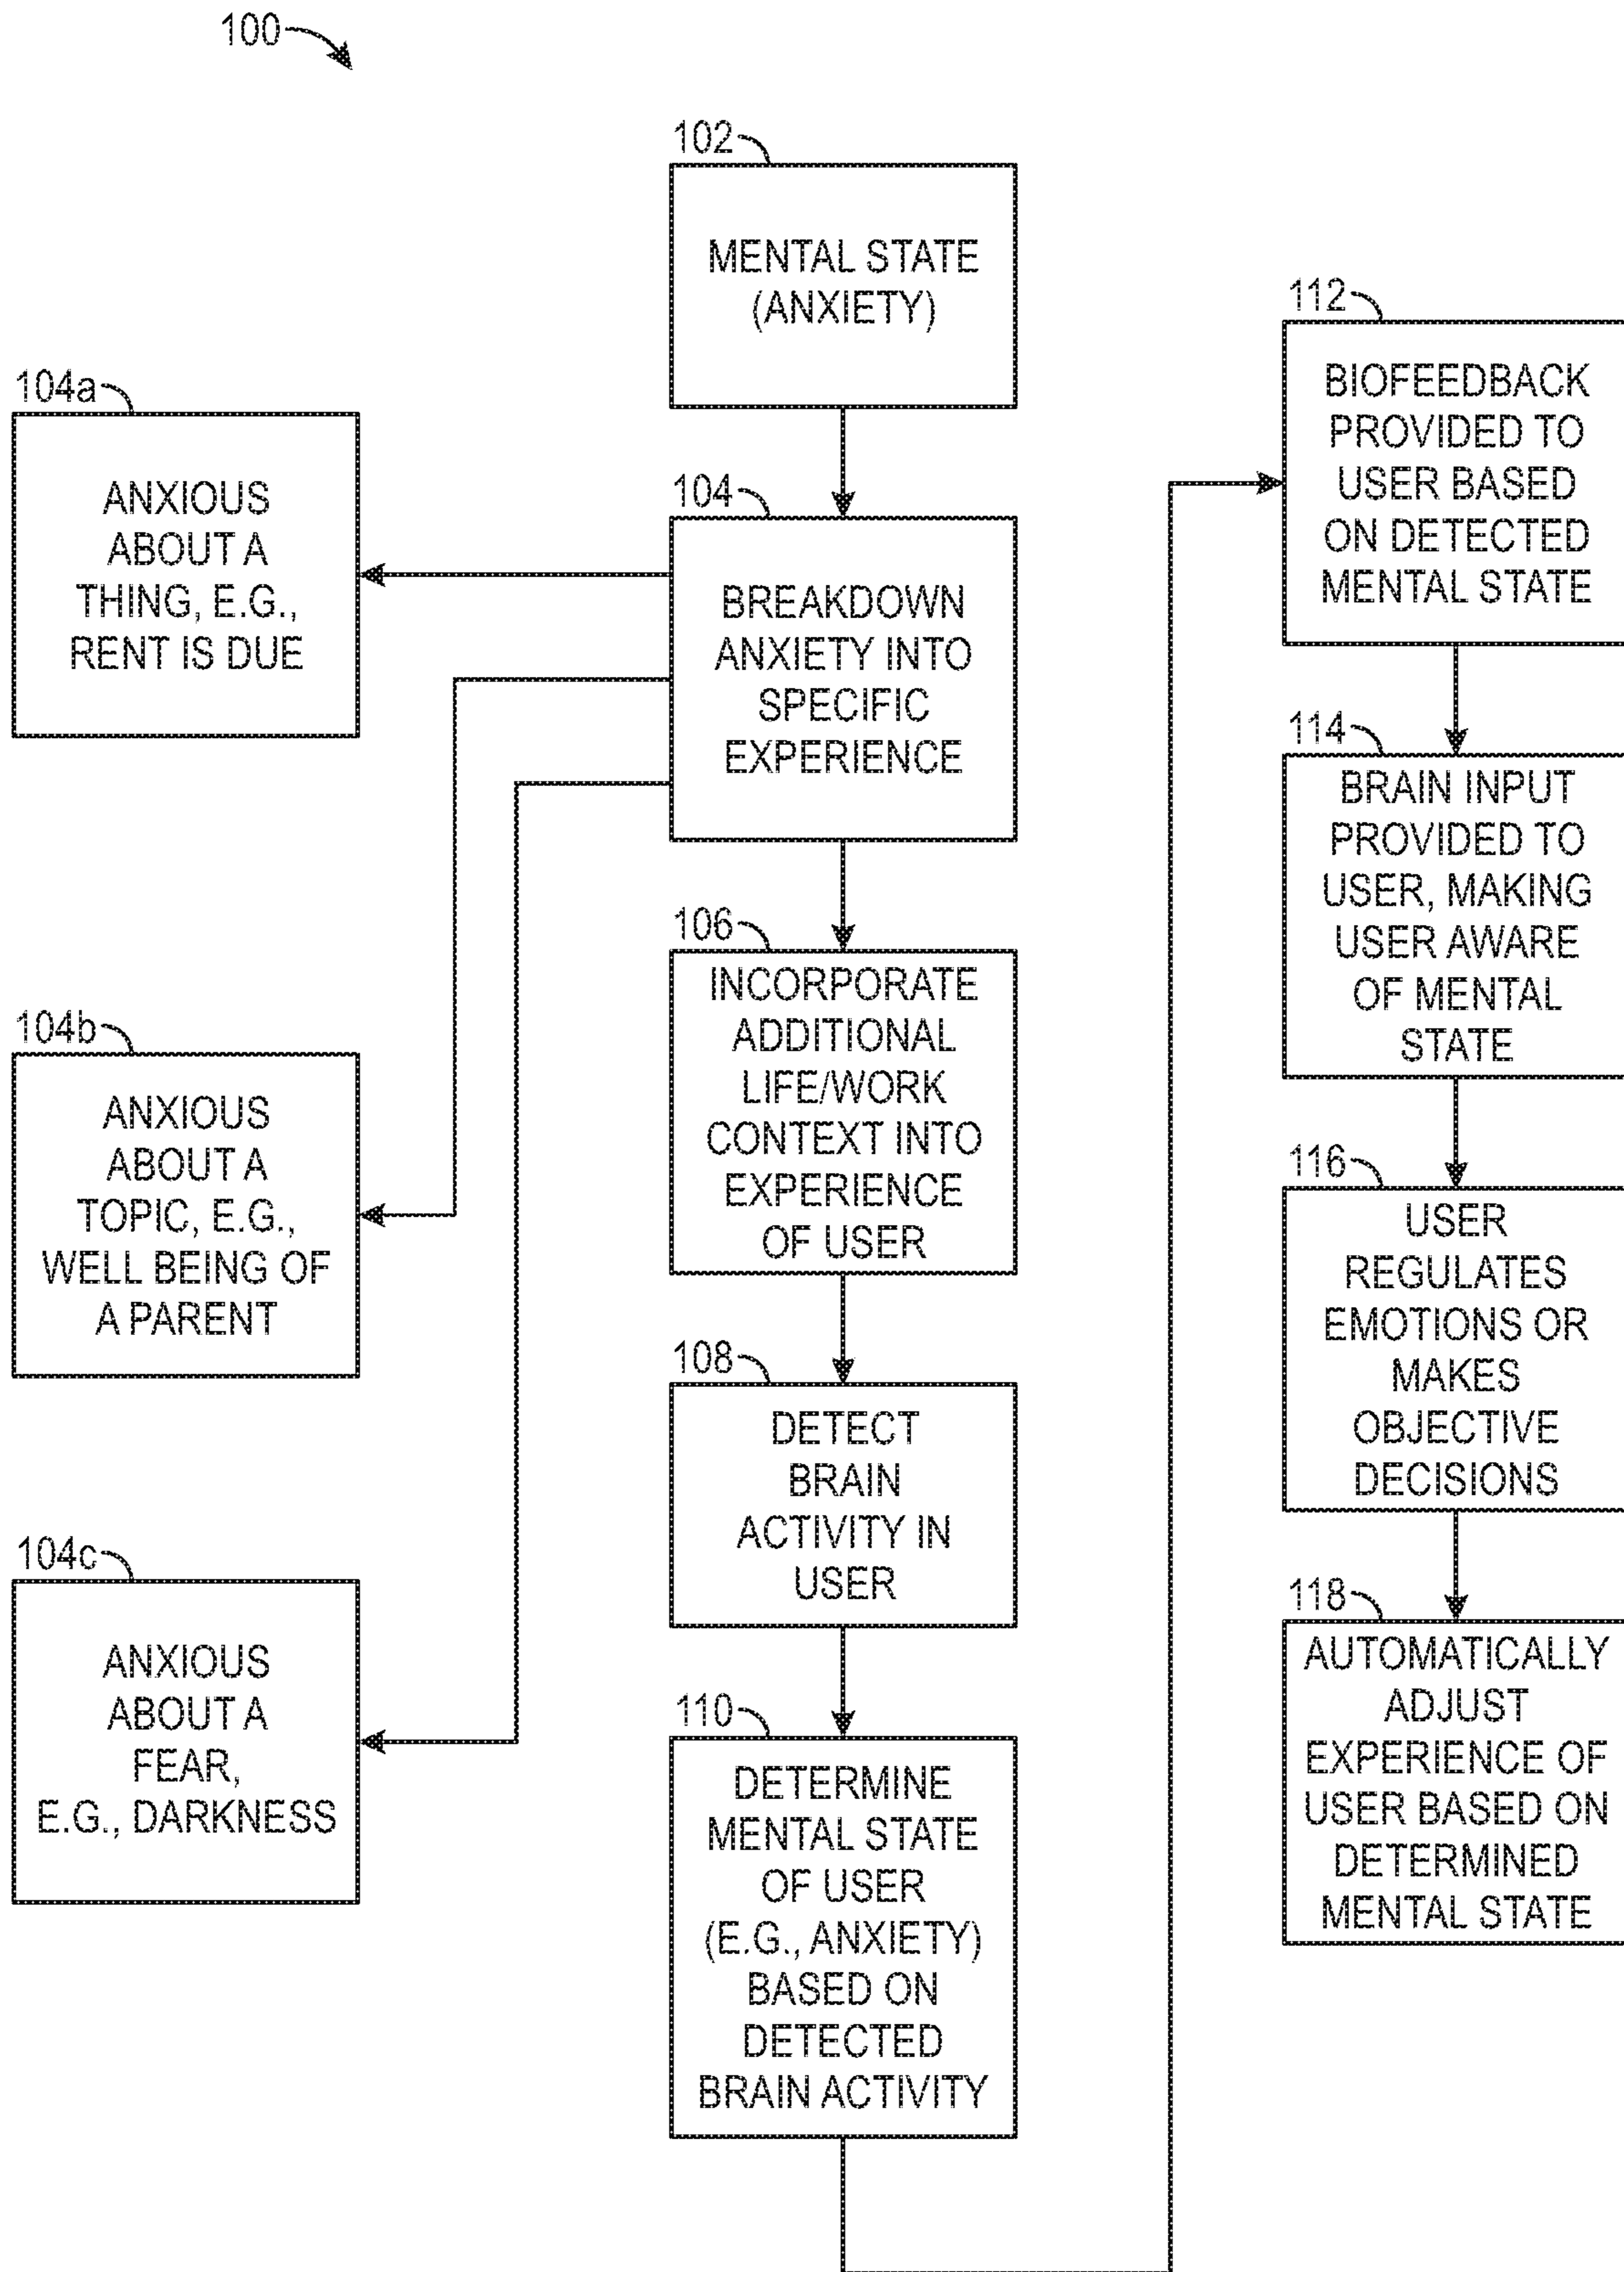 100
102
MENTAL STATE
(ANXIETY)
104a
ANXIOUS
ABOUT A
THING, E.G.,
RENT IS DUE
104
BREAKDOWN
ANXIETY INTO
SPECIFIC
EXPERIENCE
104b
ANXIOUS
ABOUT A
TOPIC, E.G.,
WELL BEING OF
A PARENT
104c
ANXIOUS
ABOUT A
FEAR,
E.G., DARKNESS
106
INCORPORATE
ADDITIONAL
LIFE/WORK
CONTEXT INTO
EXPERIENCE
OF USER
108
DETECT
BRAIN
ACTIVITY IN
USER
110
DETERMINE
MENTAL STATE
OF USER
(E.G., ANXIETY)
BASED ON
DETECTED
BRAIN ACTIVITY
112
BIOFEEDBACK
PROVIDED TO
USER BASED
ON DETECTED
MENTAL STATE
114
BRAIN INPUT
PROVIDED TO
USER, MAKING
USER AWARE
OF MENTAL
STATE
116
USER
REGULATES
EMOTIONS OR
MAKES
OBJECTIVE
DECISIONS
118
AUTOMATICALLY
ADJUST
EXPERIENCE OF
USER BASED ON
DETERMINED
MENTAL STATE